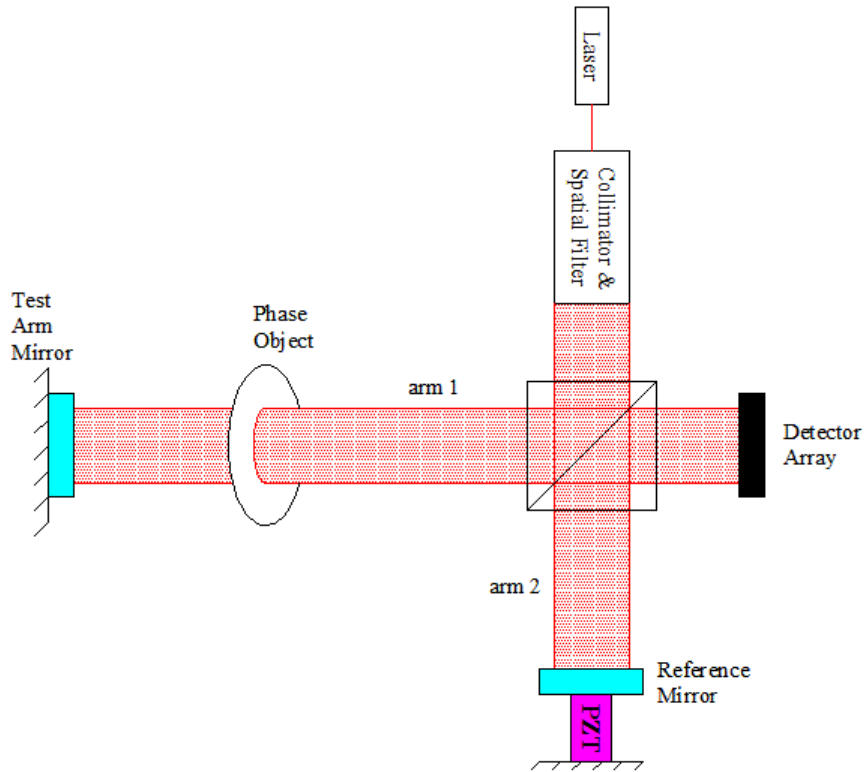 Laser
Collimator &
Spatial Filter
Test
Arm
Mirror
Phase
Object
arm 1
Detector
Array
arm 2
Reference
Mirror
PZT